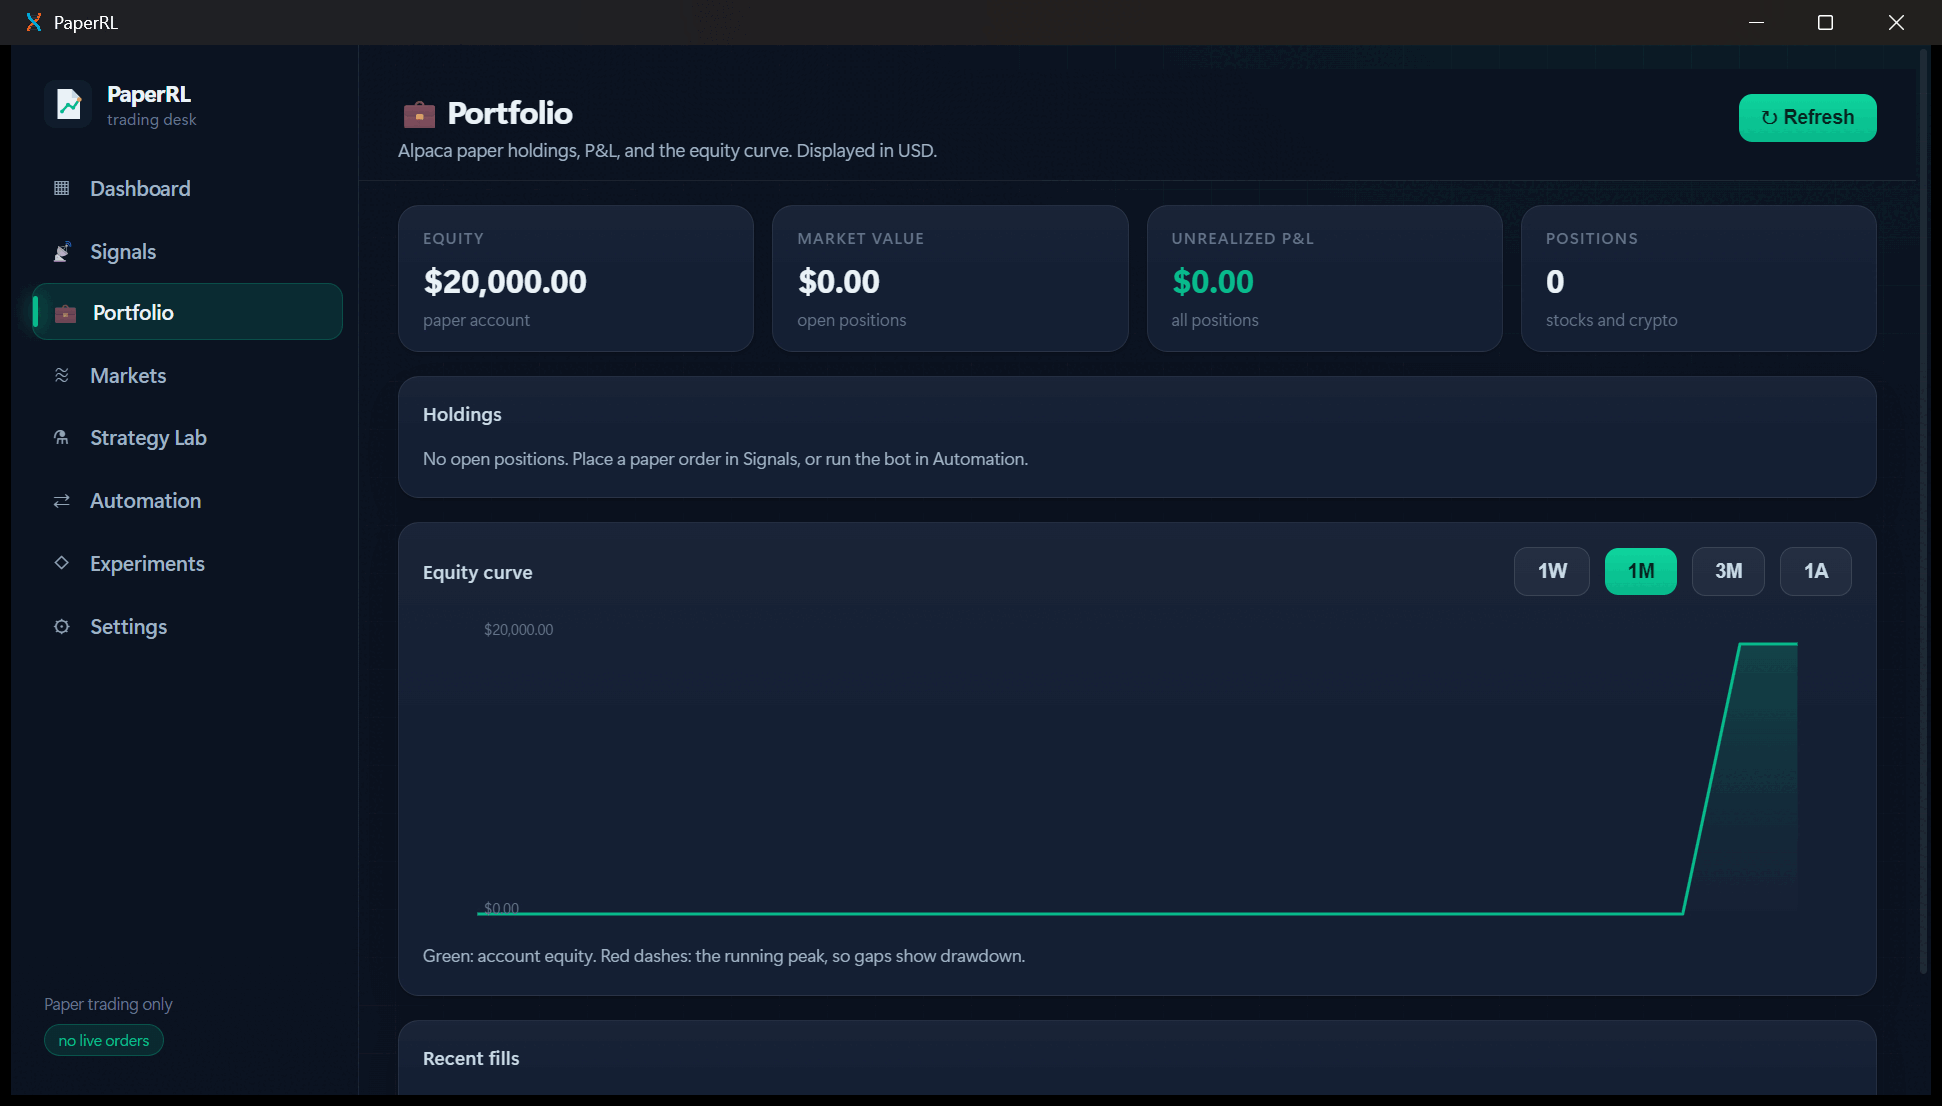 PaperRL
PaperRL
trading desk
Dashboard
Signals
Portfolio
Markets
Strategy Lab
Automation
Experiments
Settings
Paper trading only
no live orders
Portfolio
Alpaca paper holdings, P&L, and the equity curve. Displayed in USD.
↻ Refresh
EQUITY
$20,000.00
paper account
MARKET VALUE
$0.00
open positions
UNREALIZED P&L
$0.00
all positions
POSITIONS
0
stocks and crypto
Holdings
No open positions. Place a paper order in Signals, or run the bot in Automation.
Equity curve
1W 1M 3M 1A
$20,000.00
$0.00
Green: account equity. Red dashes: the running peak, so gaps show drawdown.
Recent fills